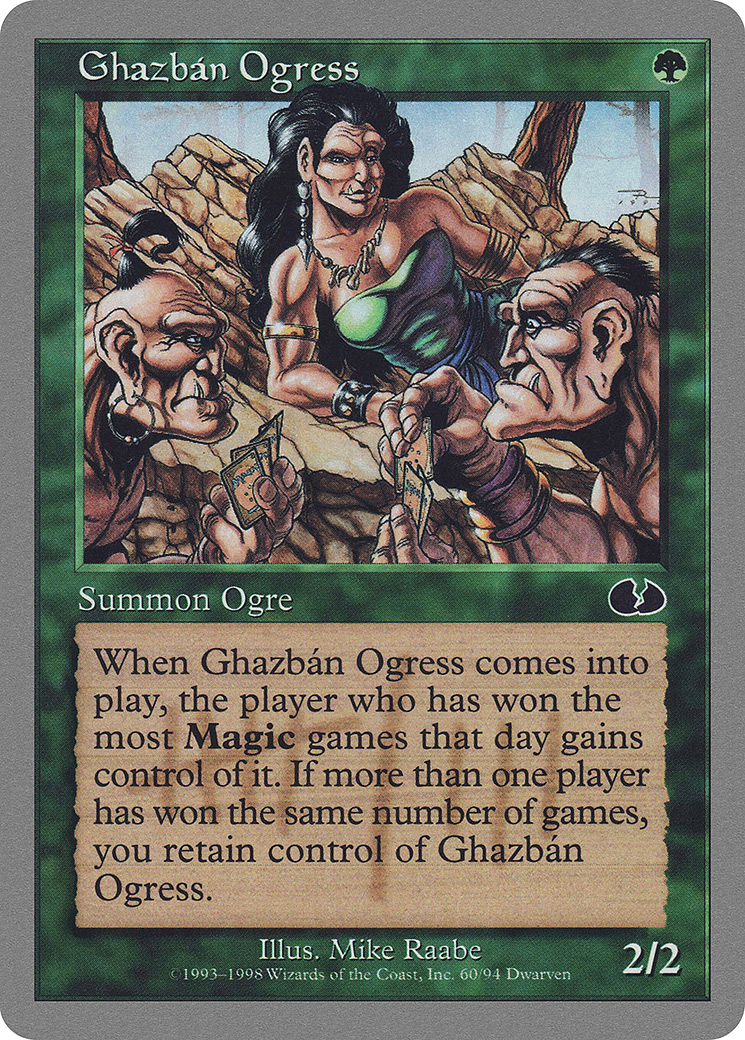 Ghazbán Ogress
Summon Ogre
When Ghazbán Ogress comes into
play, the player who has won the
most Magic games that day gains
control of it. If more than one player
has won the same number of games,
you retain control of Ghazbán
Ogress.
Illus. Mike Raabe
©1993–1998 Wizards of the Coast, Inc. 60/94 Dwarven
2/2